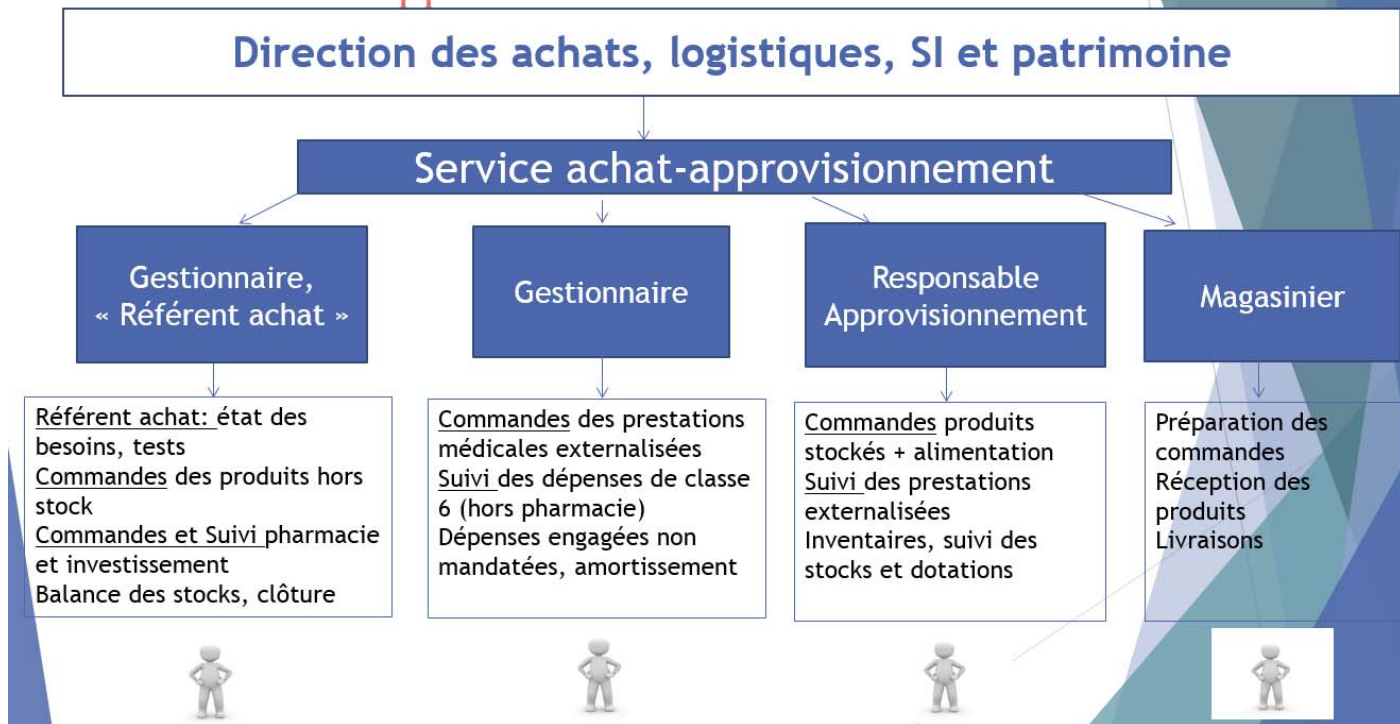 Direction des achats, logistiques, SI et patrimoine
Service achat-approvisionnement
Gestionnaire,
« Référent achat »
Gestionnaire
Responsable
Approvisionnement
Magasinier
Référent achat: état des
besoins, tests
Commandes des produits hors
stock
Commandes et Suivi pharmacie
et investissement
Balance des stocks, clôture
Commandes des prestations
médicales externalisées
Suivi des dépenses de classe
6 (hors pharmacie)
Dépenses engagées non
mandatées, amortissement
Commandes produits
stockés + alimentation
Suivi des prestations
externalisées
Inventaires, suivi des
stocks et dotations
Préparation des
commandes
Réception des
produits
Livraisons